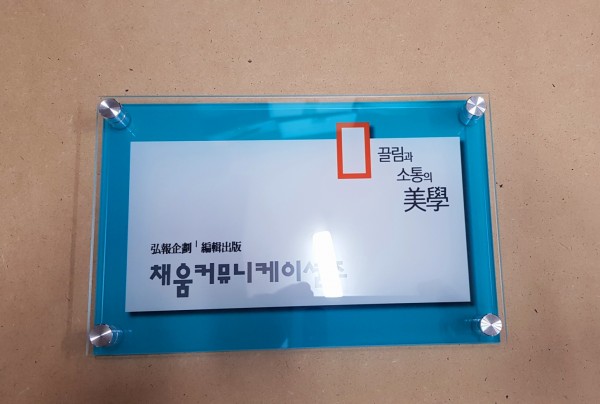 끌림과
소통의
美學
弘報企劃 | 編輯出版
채움커뮤니케이션즈